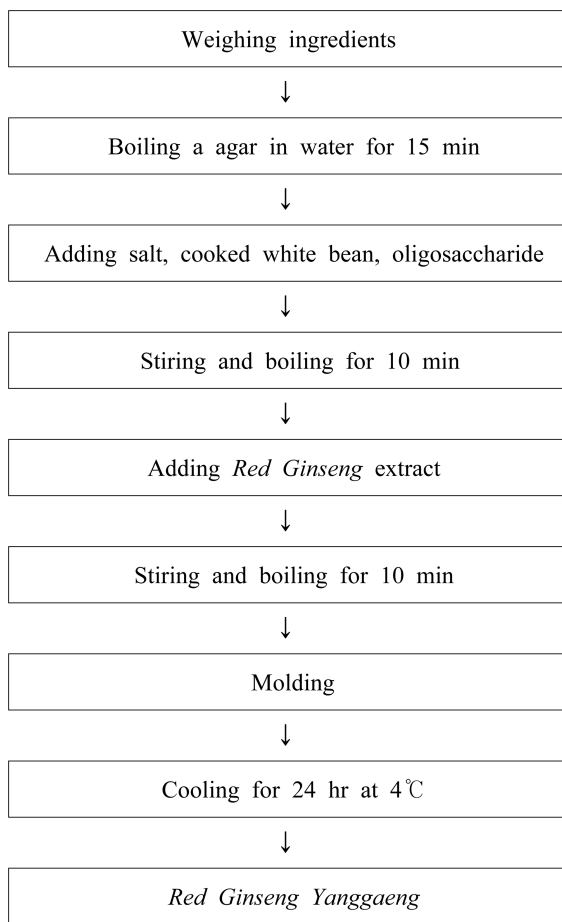 Weighing ingredients
↓
Boiling a agar in water for 15 min
↓
Adding salt, cooked white bean, oligosaccharide
↓
Stiring and boiling for 10 min
↓
Adding Red Ginseng extract
↓
Stiring and boiling for 10 min
↓
Molding
↓
Cooling for 24 hr at 4℃
↓
Red Ginseng Yanggaeng